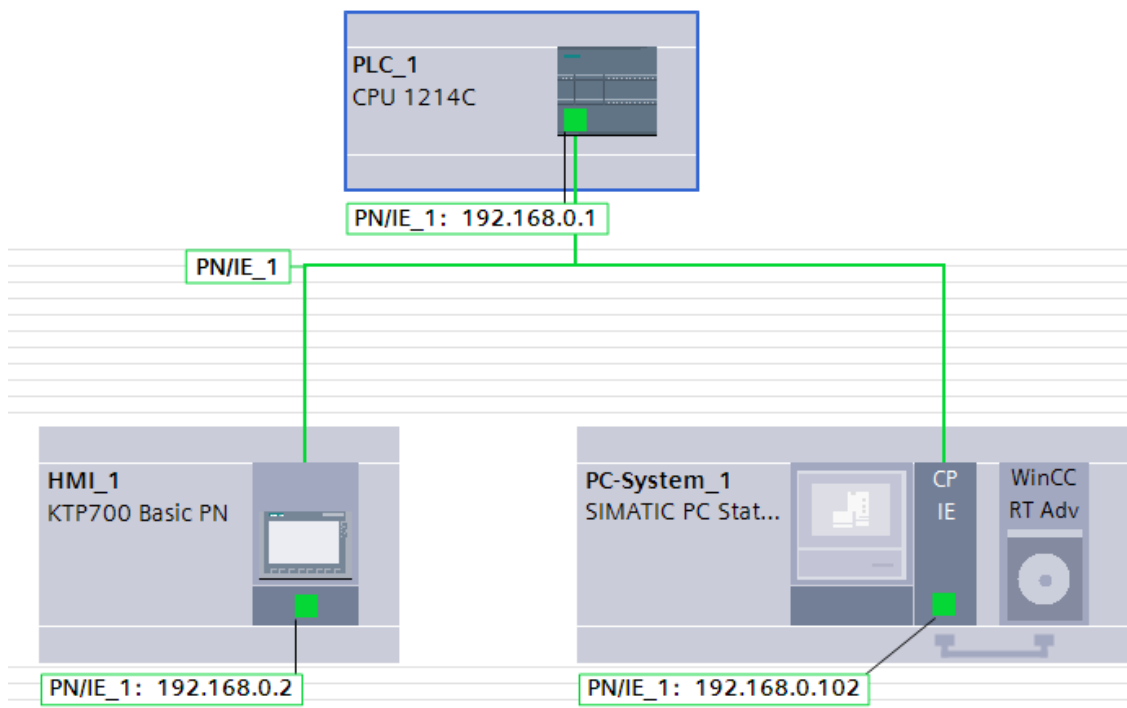 PLC_1
CPU 1214C
PN/IE_1: 192.168.0.1
PN/IE_1
HMI_1
KTP700 Basic PN
PN/IE_1: 192.168.0.2
PC-System_1
SIMATIC PC Stat...
CP
IE
WinCC
RT Adv
PN/IE_1: 192.168.0.102